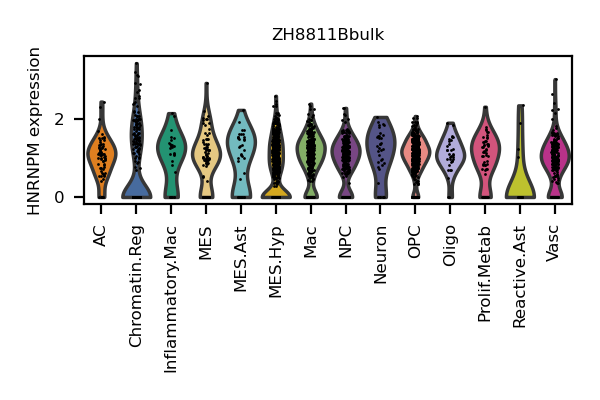 ZH8811Bbulk
HNRNPM expression
2
0
AC
Chromatin.Reg
Inflammatory.Mac
MES
MES.Ast
MES.Hyp
Mac
NPC
Neuron
OPC
Oligo
Prolif.Metab
Reactive.Ast
Vasc